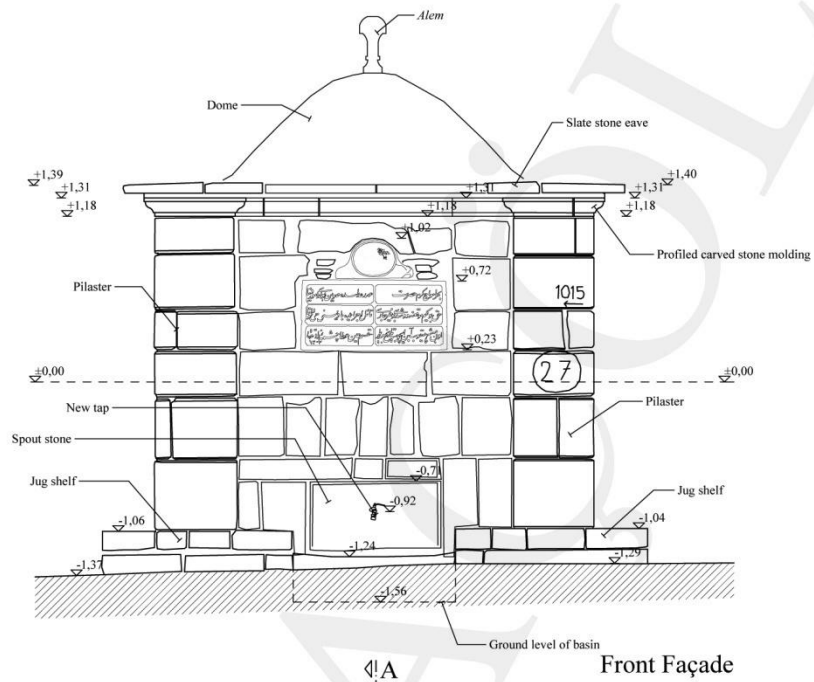 Alem
Dome
Slate stone eave
+1,39
+1,40
+1,31
+1,31
+1,31
+1,18
+1,18
+1,18
+1,02
Profiled carved stone molding
+0,72
Pilaster
1015
+0,23
±0,00
27
±0,00
New tap
Pilaster
Spout stone
-0,71
Jug shelf
-0,92
Jug shelf
-1,06
-1,04
-1,24
-1,29
-1,37
-1,56
Ground level of basin
A
Front Façade